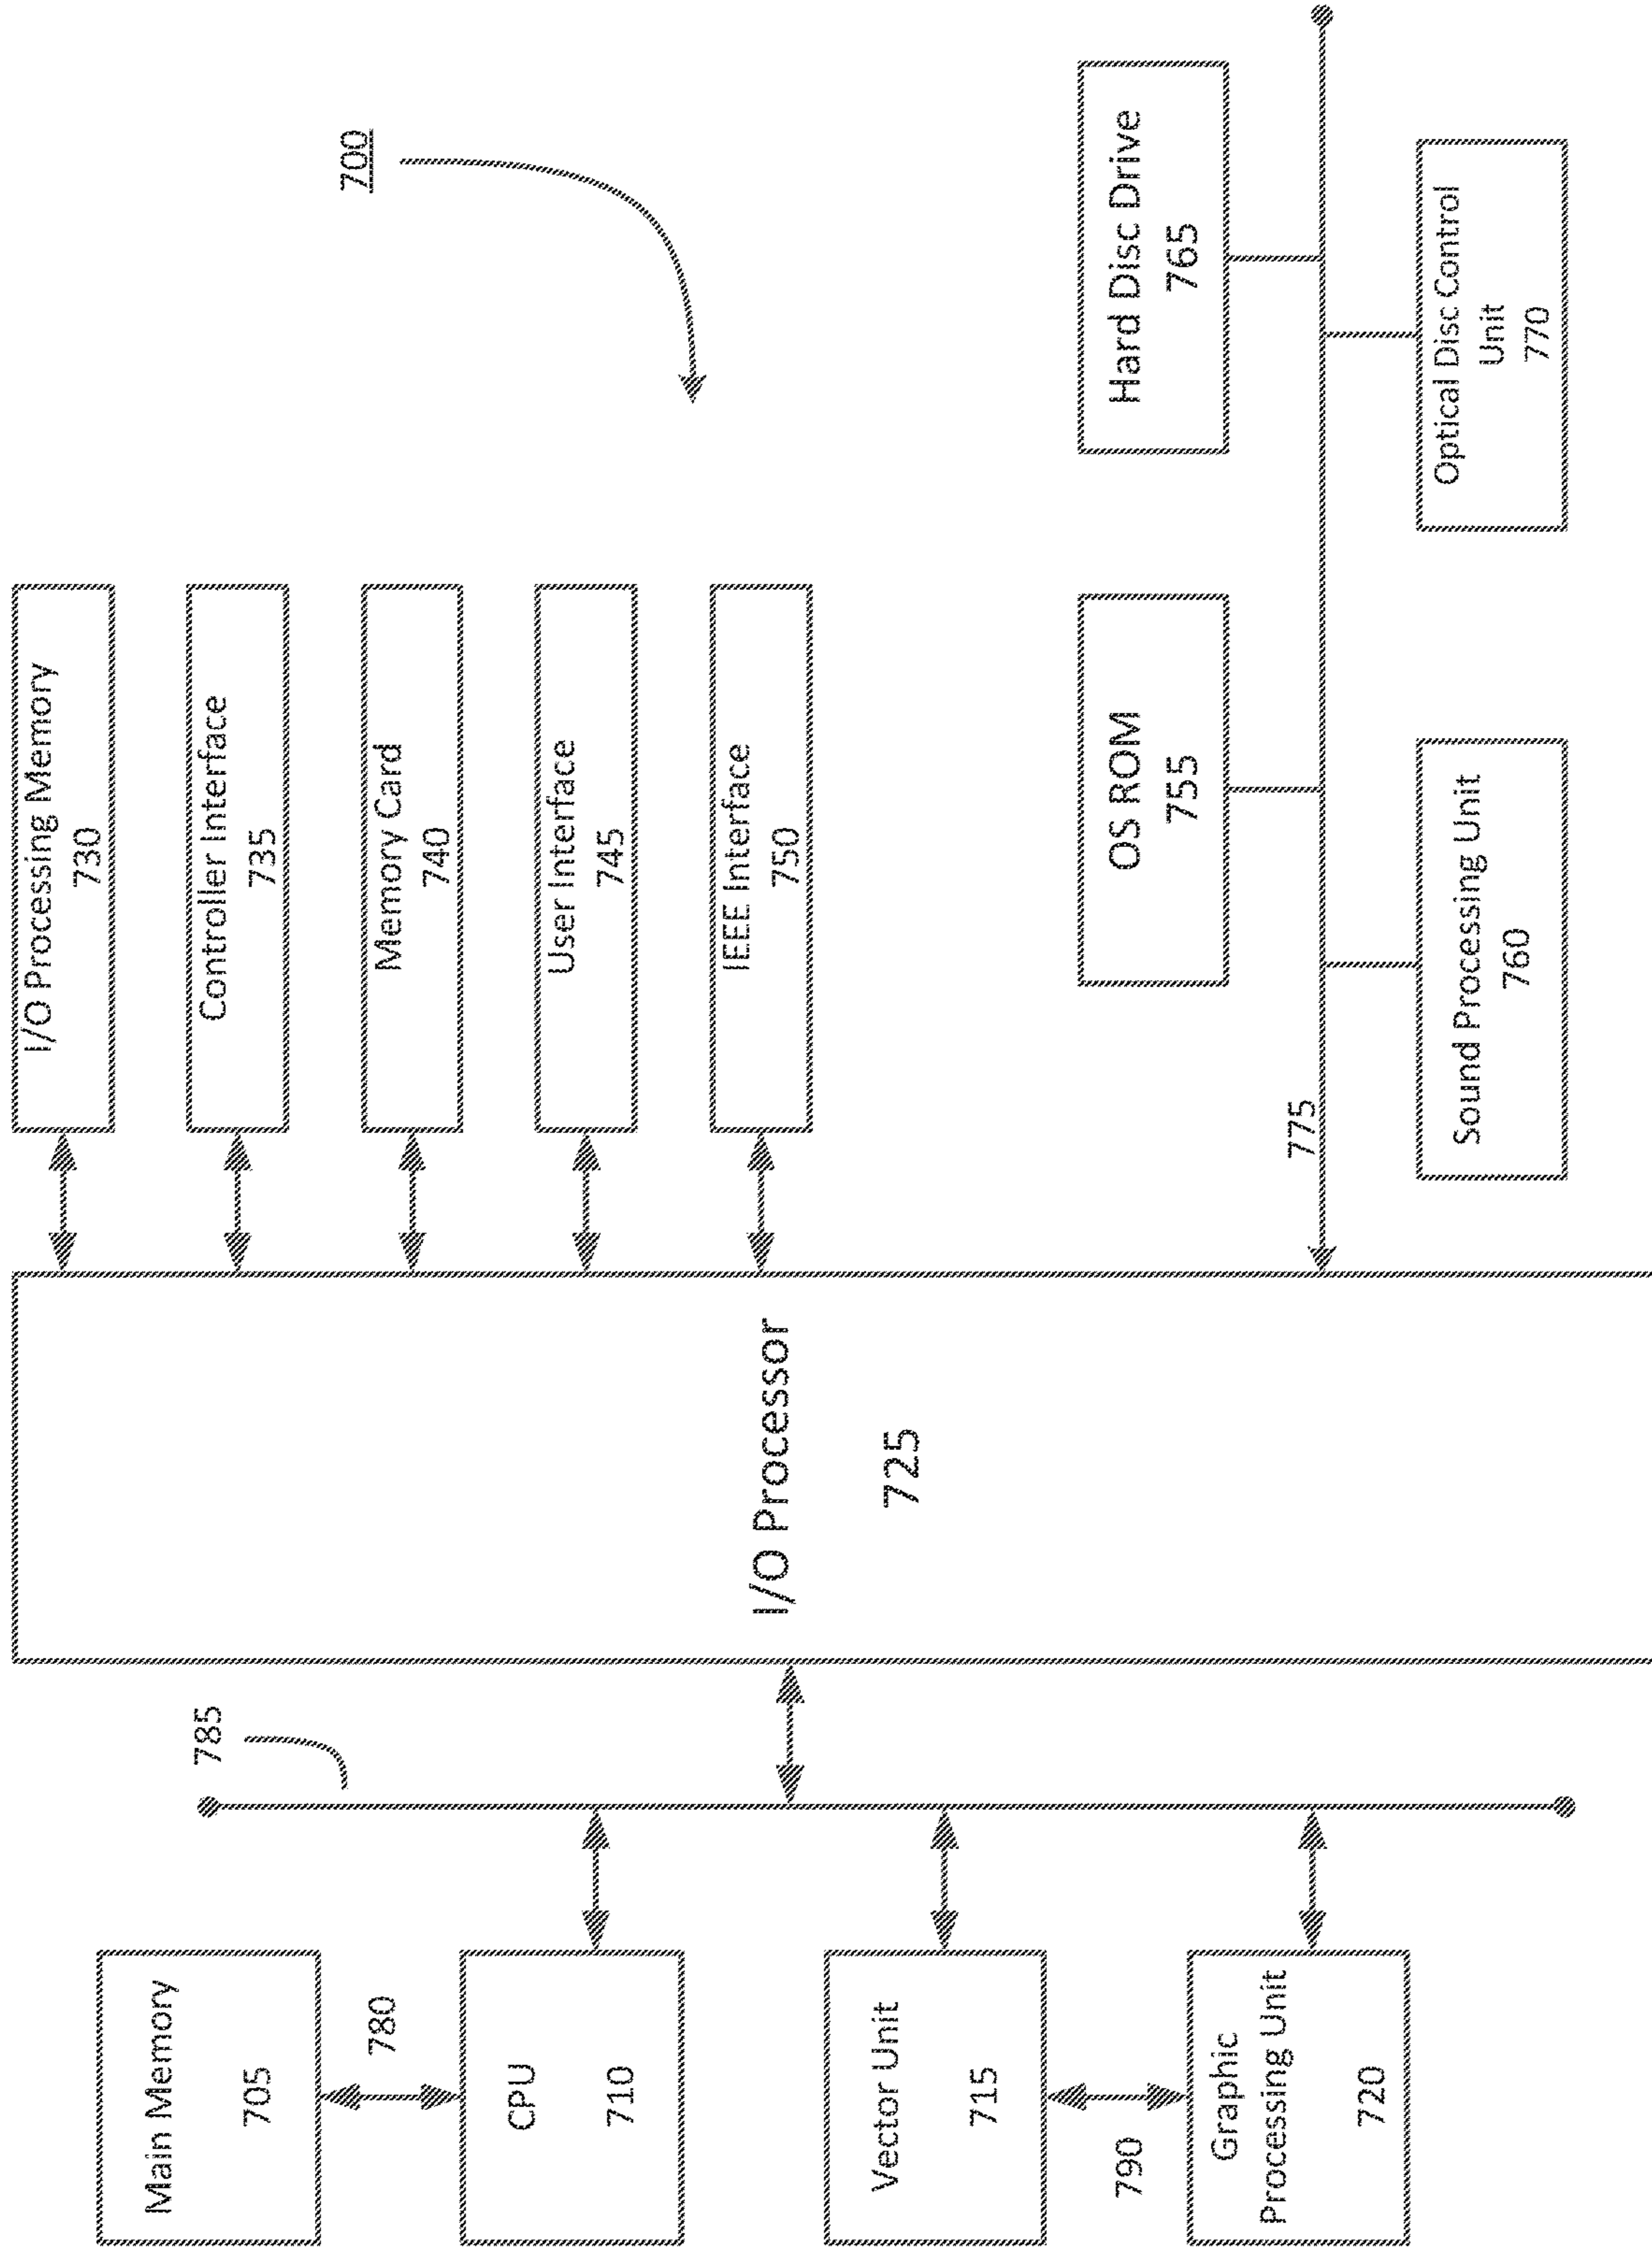 700
Main Memory
705
780
CPU
710
Vector Unit
715
790
Graphic
Processing Unit
720
785
I/O Processor
725
I/O Processing Memory
730
Controller Interface
735
Memory Card
740
User Interface
745
IEEE Interface
750
775
OS ROM
755
Sound Processing Unit
760
Hard Disc Drive
765
Optical Disc Control
Unit
770